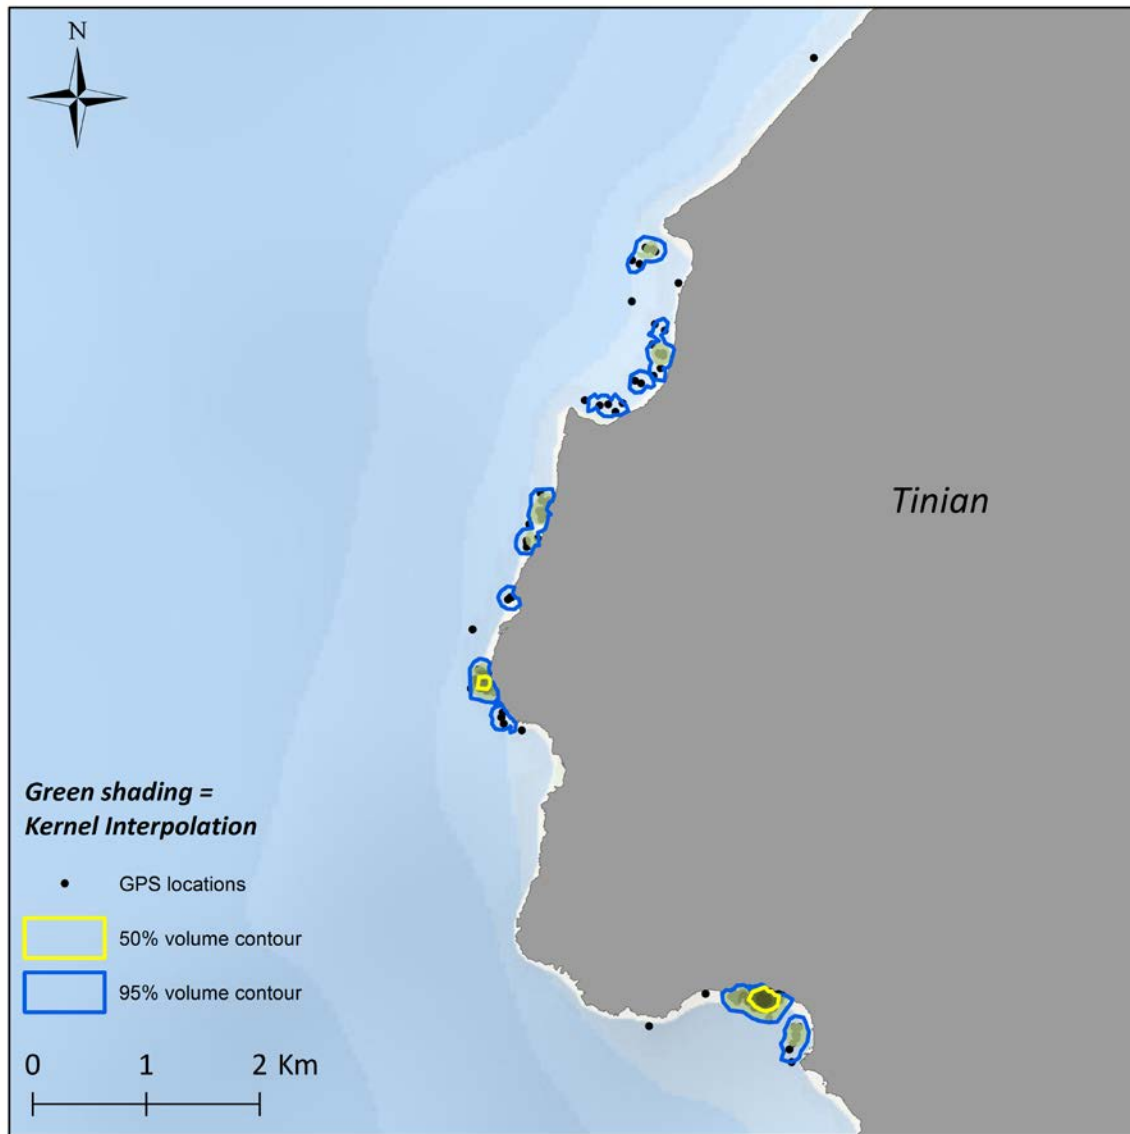 N
Tinian
Green shading =
Kernel Interpolation
GPS locations
50% volume contour
95% volume contour
0 1 2 Km